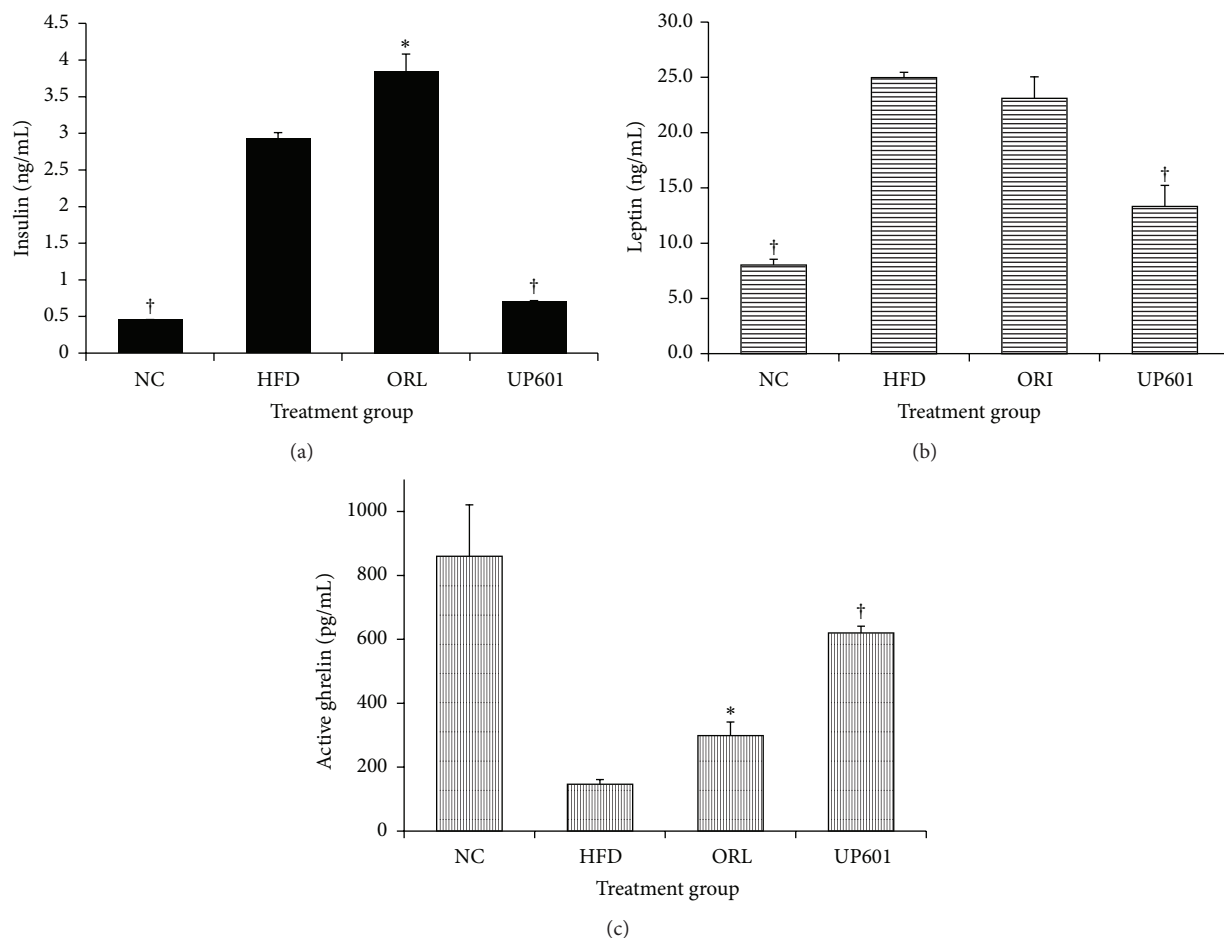 4.5
4
3.5
3
2.5
2
1.5
1
0.5
0
Insulin (ng/mL)
†
*
†
NC HFD ORL UP601
Treatment group
(a)
30.0
25.0
20.0
15.0
10.0
5.0
0.0
Leptin (ng/mL)
†
†
NC HFD ORI UP601
Treatment group
(b)
1000
800
600
400
200
0
Active ghrelin (pg/mL)
*
†
NC HFD ORL UP601
Treatment group
(c)